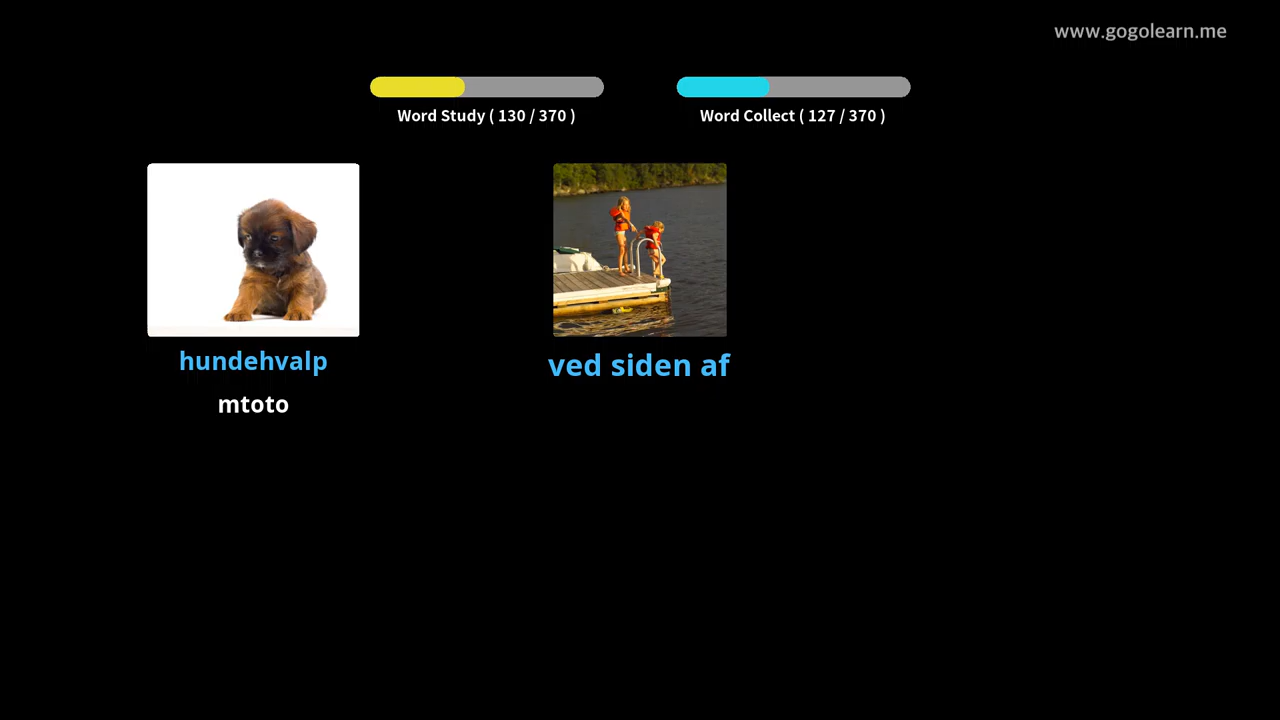 www.gogolearn.me
Word Study ( 130 / 370 )
Word Collect ( 127 / 370 )
hundehvalp
mtoto
ved siden af